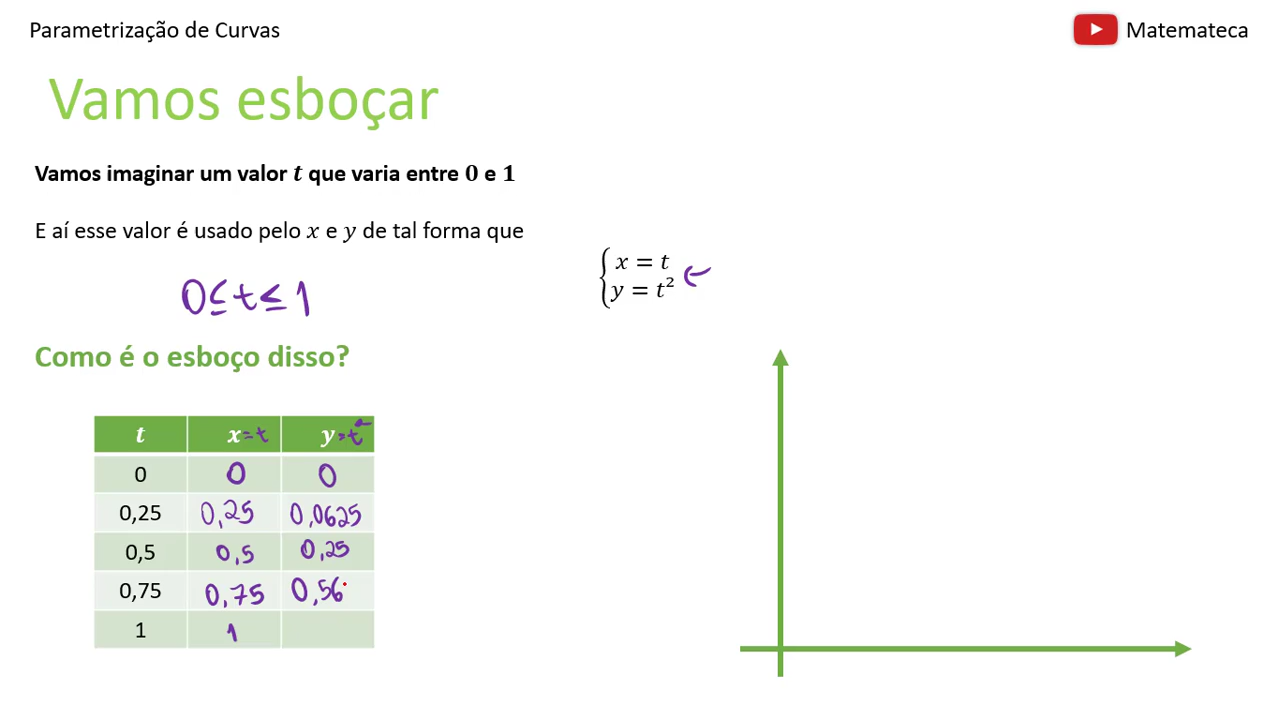 Parametrização de Curvas
Matemateca
Vamos esboçar
Vamos imaginar um valor t que varia entre 0 e 1
E aí esse valor é usado pelo x e y de tal forma que
x = t
y = t²
0 ≤ t ≤ 1
Como é o esboço disso?
t x=t y=t²
0 0 0
0,25 0,25 0,0625
0,5 0,5 0,25
0,75 0,75 0,56
1 1